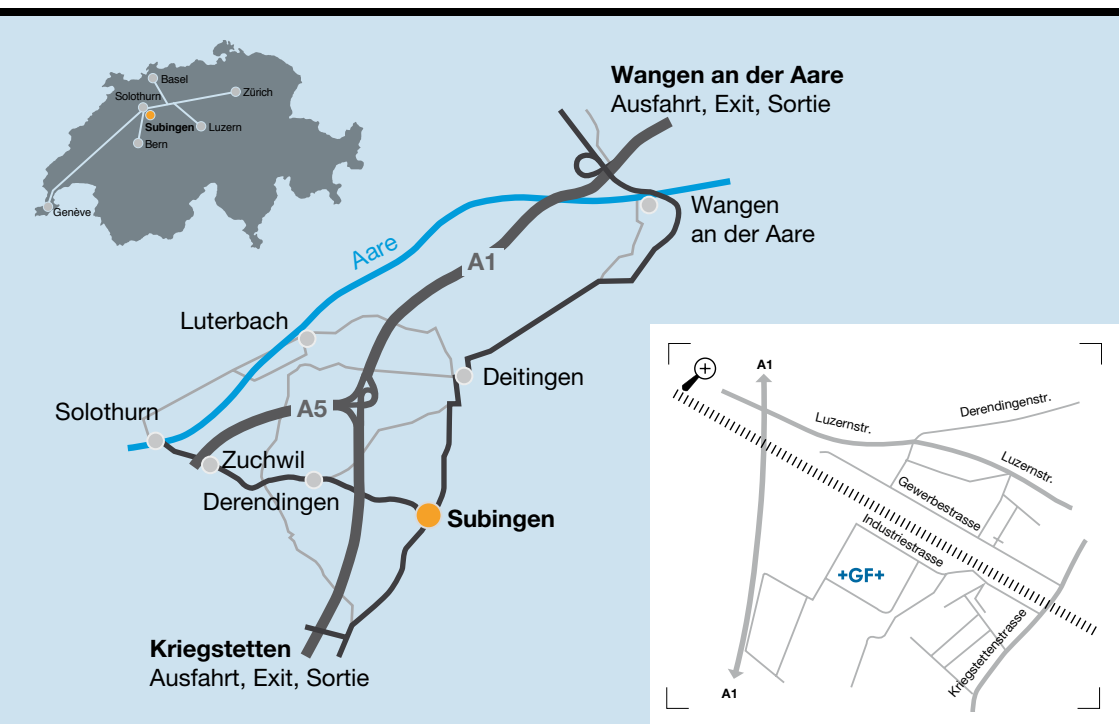 Basel
Zürich
Solothurn
Subingen
Luzern
Bern
Genève
Wangen an der Aare
Ausfahrt, Exit, Sortie
Wangen
an der Aare
Aare
A1
Luterbach
Deitingen
A5
Solothurn
Zuchwil
Derendingen
Subingen
Kriegstetten
Ausfahrt, Exit, Sortie
A1
Derendingenstr.
Luzernstr.
Luzernstr.
Gewerbestrasse
Industriestrasse
+GF+
Kriegstettenstrasse
A1